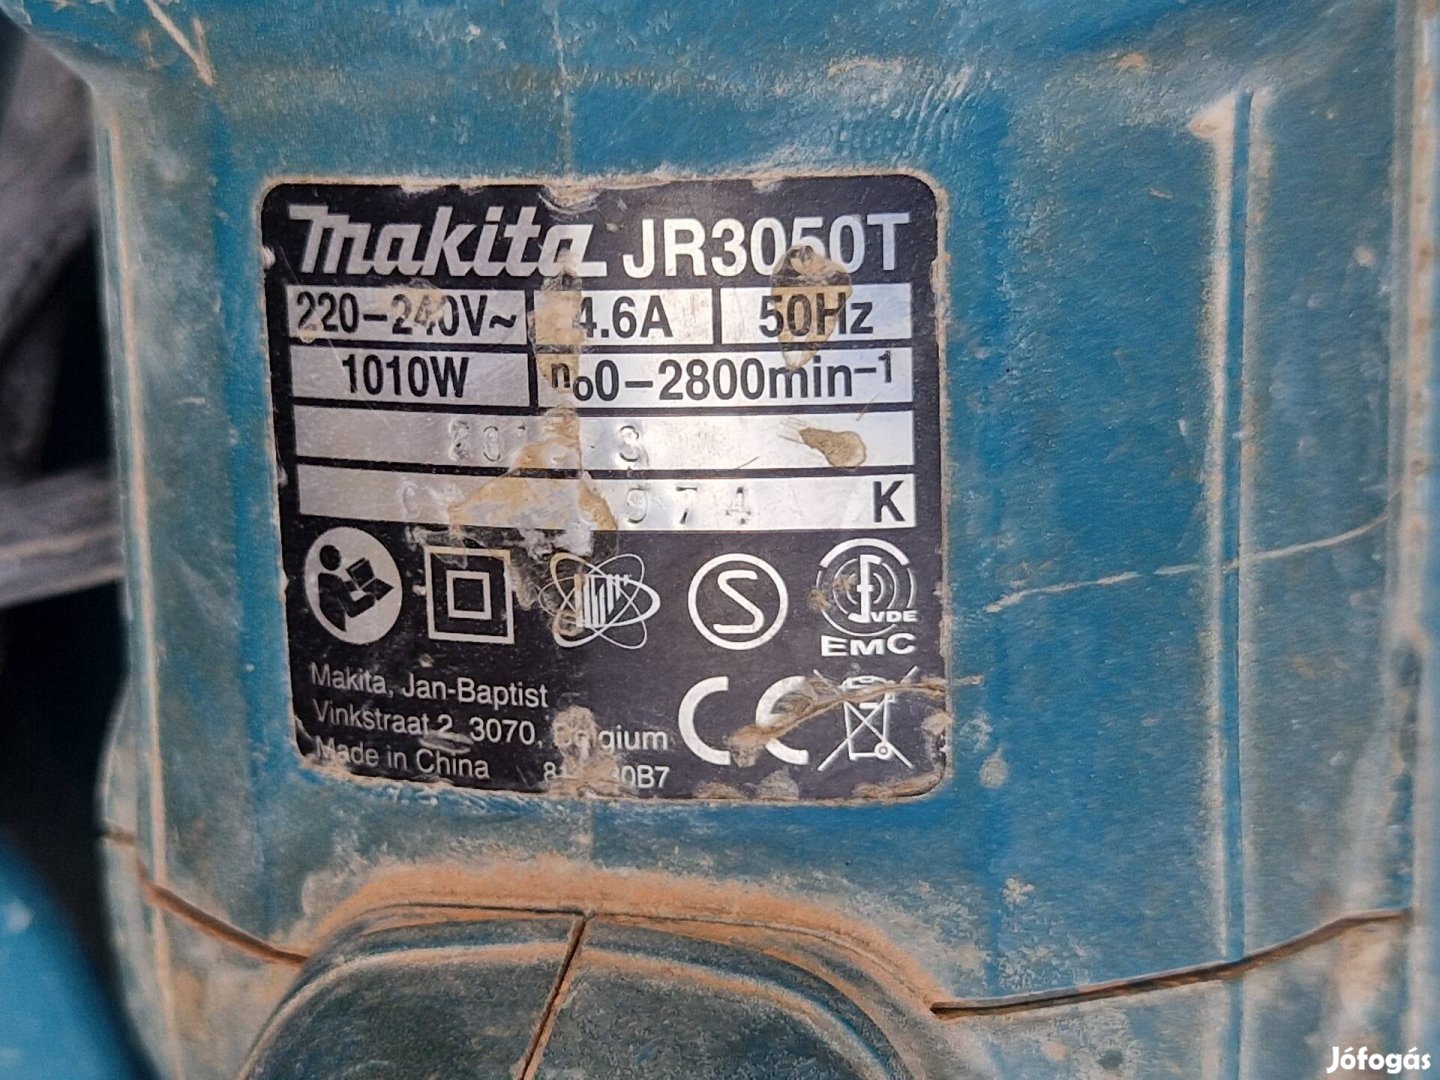 makita JR3050T
220–240V~ 4.6A 50Hz
1010W n₀0–2800min⁻¹
K
S
VDE
EMC
Makita, Jan-Baptist
Vinkstraat 2, 3070, Belgium
Made in China
CE
Jófogás